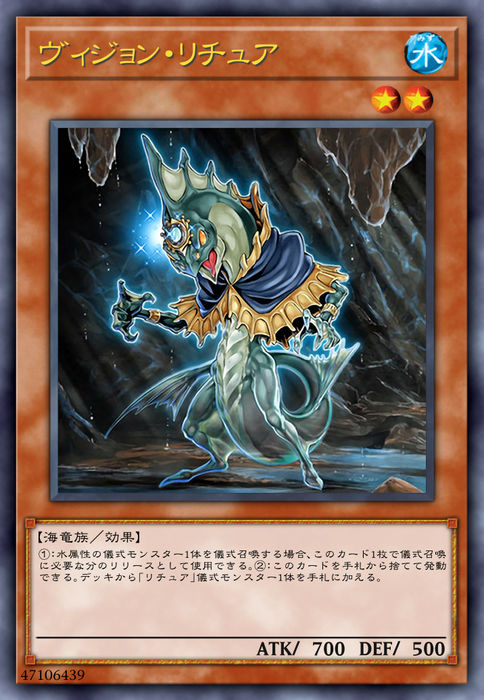 ヴィジョン・リチュア
みず
水
【海竜族／効果】
①:水属性の儀式モンスター1体を儀式召喚する場合、このカード1枚で儀式召喚
に必要な分のリリースとして使用できる。②:このカードを手札から捨てて発動
できる。デッキから「リチュア」儀式モンスター1体を手札に加える。
ATK/ 700 DEF/ 500
47106439